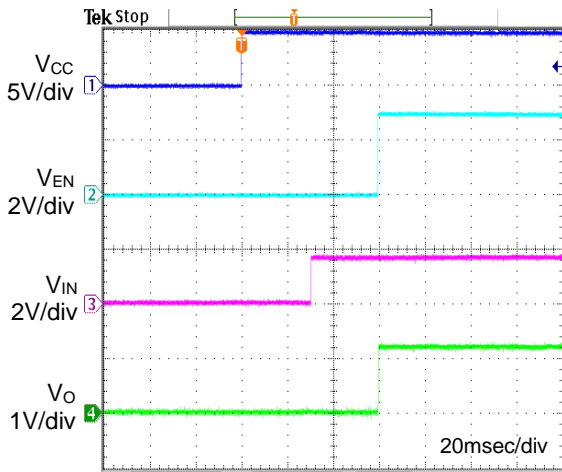 Tek Stop
T
T
VCC
5V/div
1
VEN
2V/div
2
VIN
2V/div
3
VO
1V/div
4
20msec/div